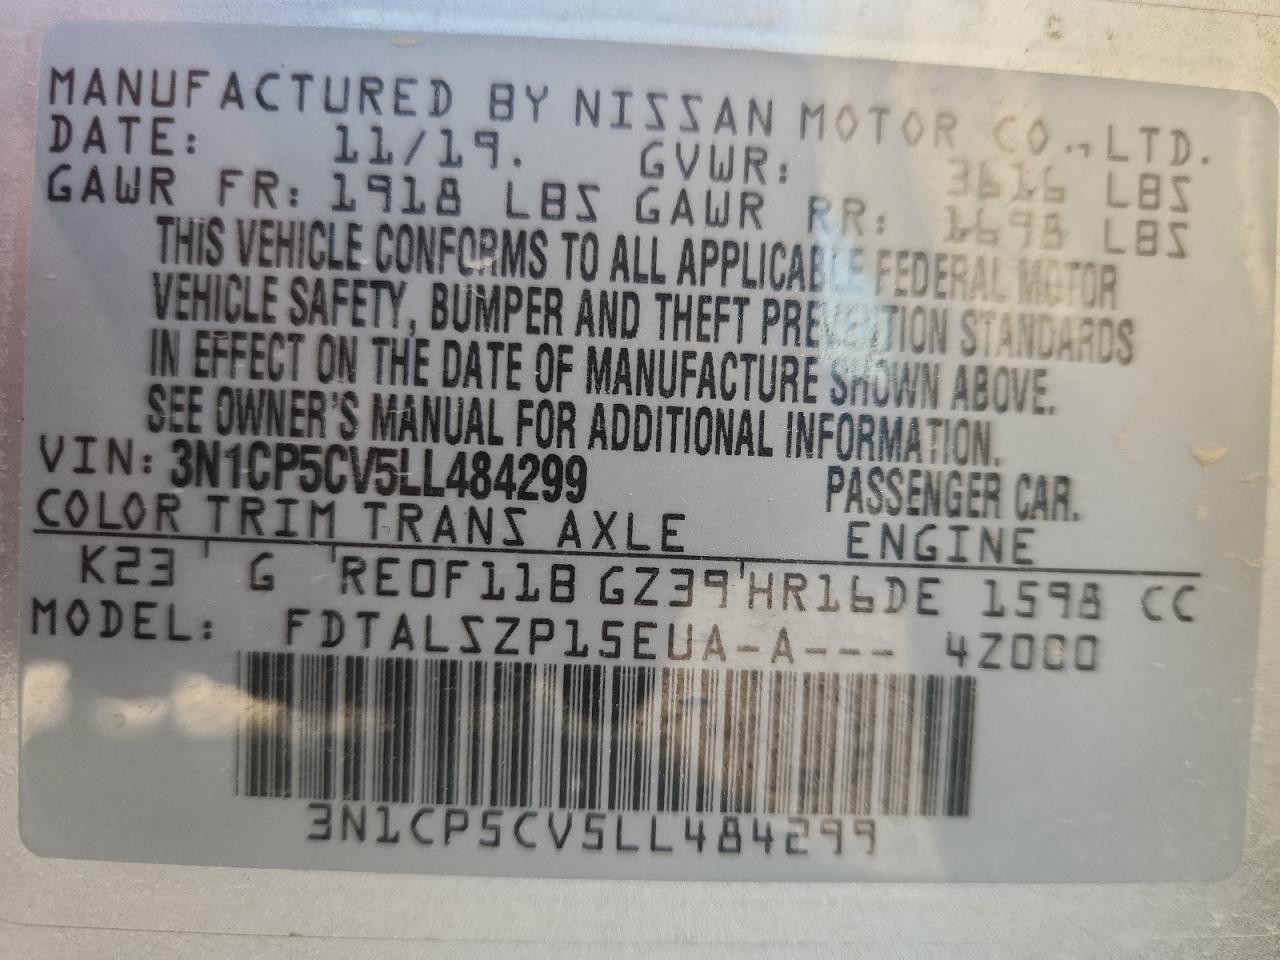 MANUFACTURED BY NISSAN MOTOR CO., LTD.
DATE: 11/19. GVWR: 3616 LBS
GAWR FR: 1918 LBS GAWR RR: 1698 LBS
THIS VEHICLE CONFORMS TO ALL APPLICABLE FEDERAL MOTOR
VEHICLE SAFETY, BUMPER AND THEFT PREVENTION STANDARDS
IN EFFECT ON THE DATE OF MANUFACTURE SHOWN ABOVE.
SEE OWNER'S MANUAL FOR ADDITIONAL INFORMATION.
VIN: 3N1CP5CV5LL484299 PASSENGER CAR.
COLOR TRIM TRANS AXLE ENGINE
K23 G RE0F11B GZ39 HR16DE 1598 CC
MODEL: FDTALSZP15EUA-A--- 4Z000
3N1CP5CV5LL484299